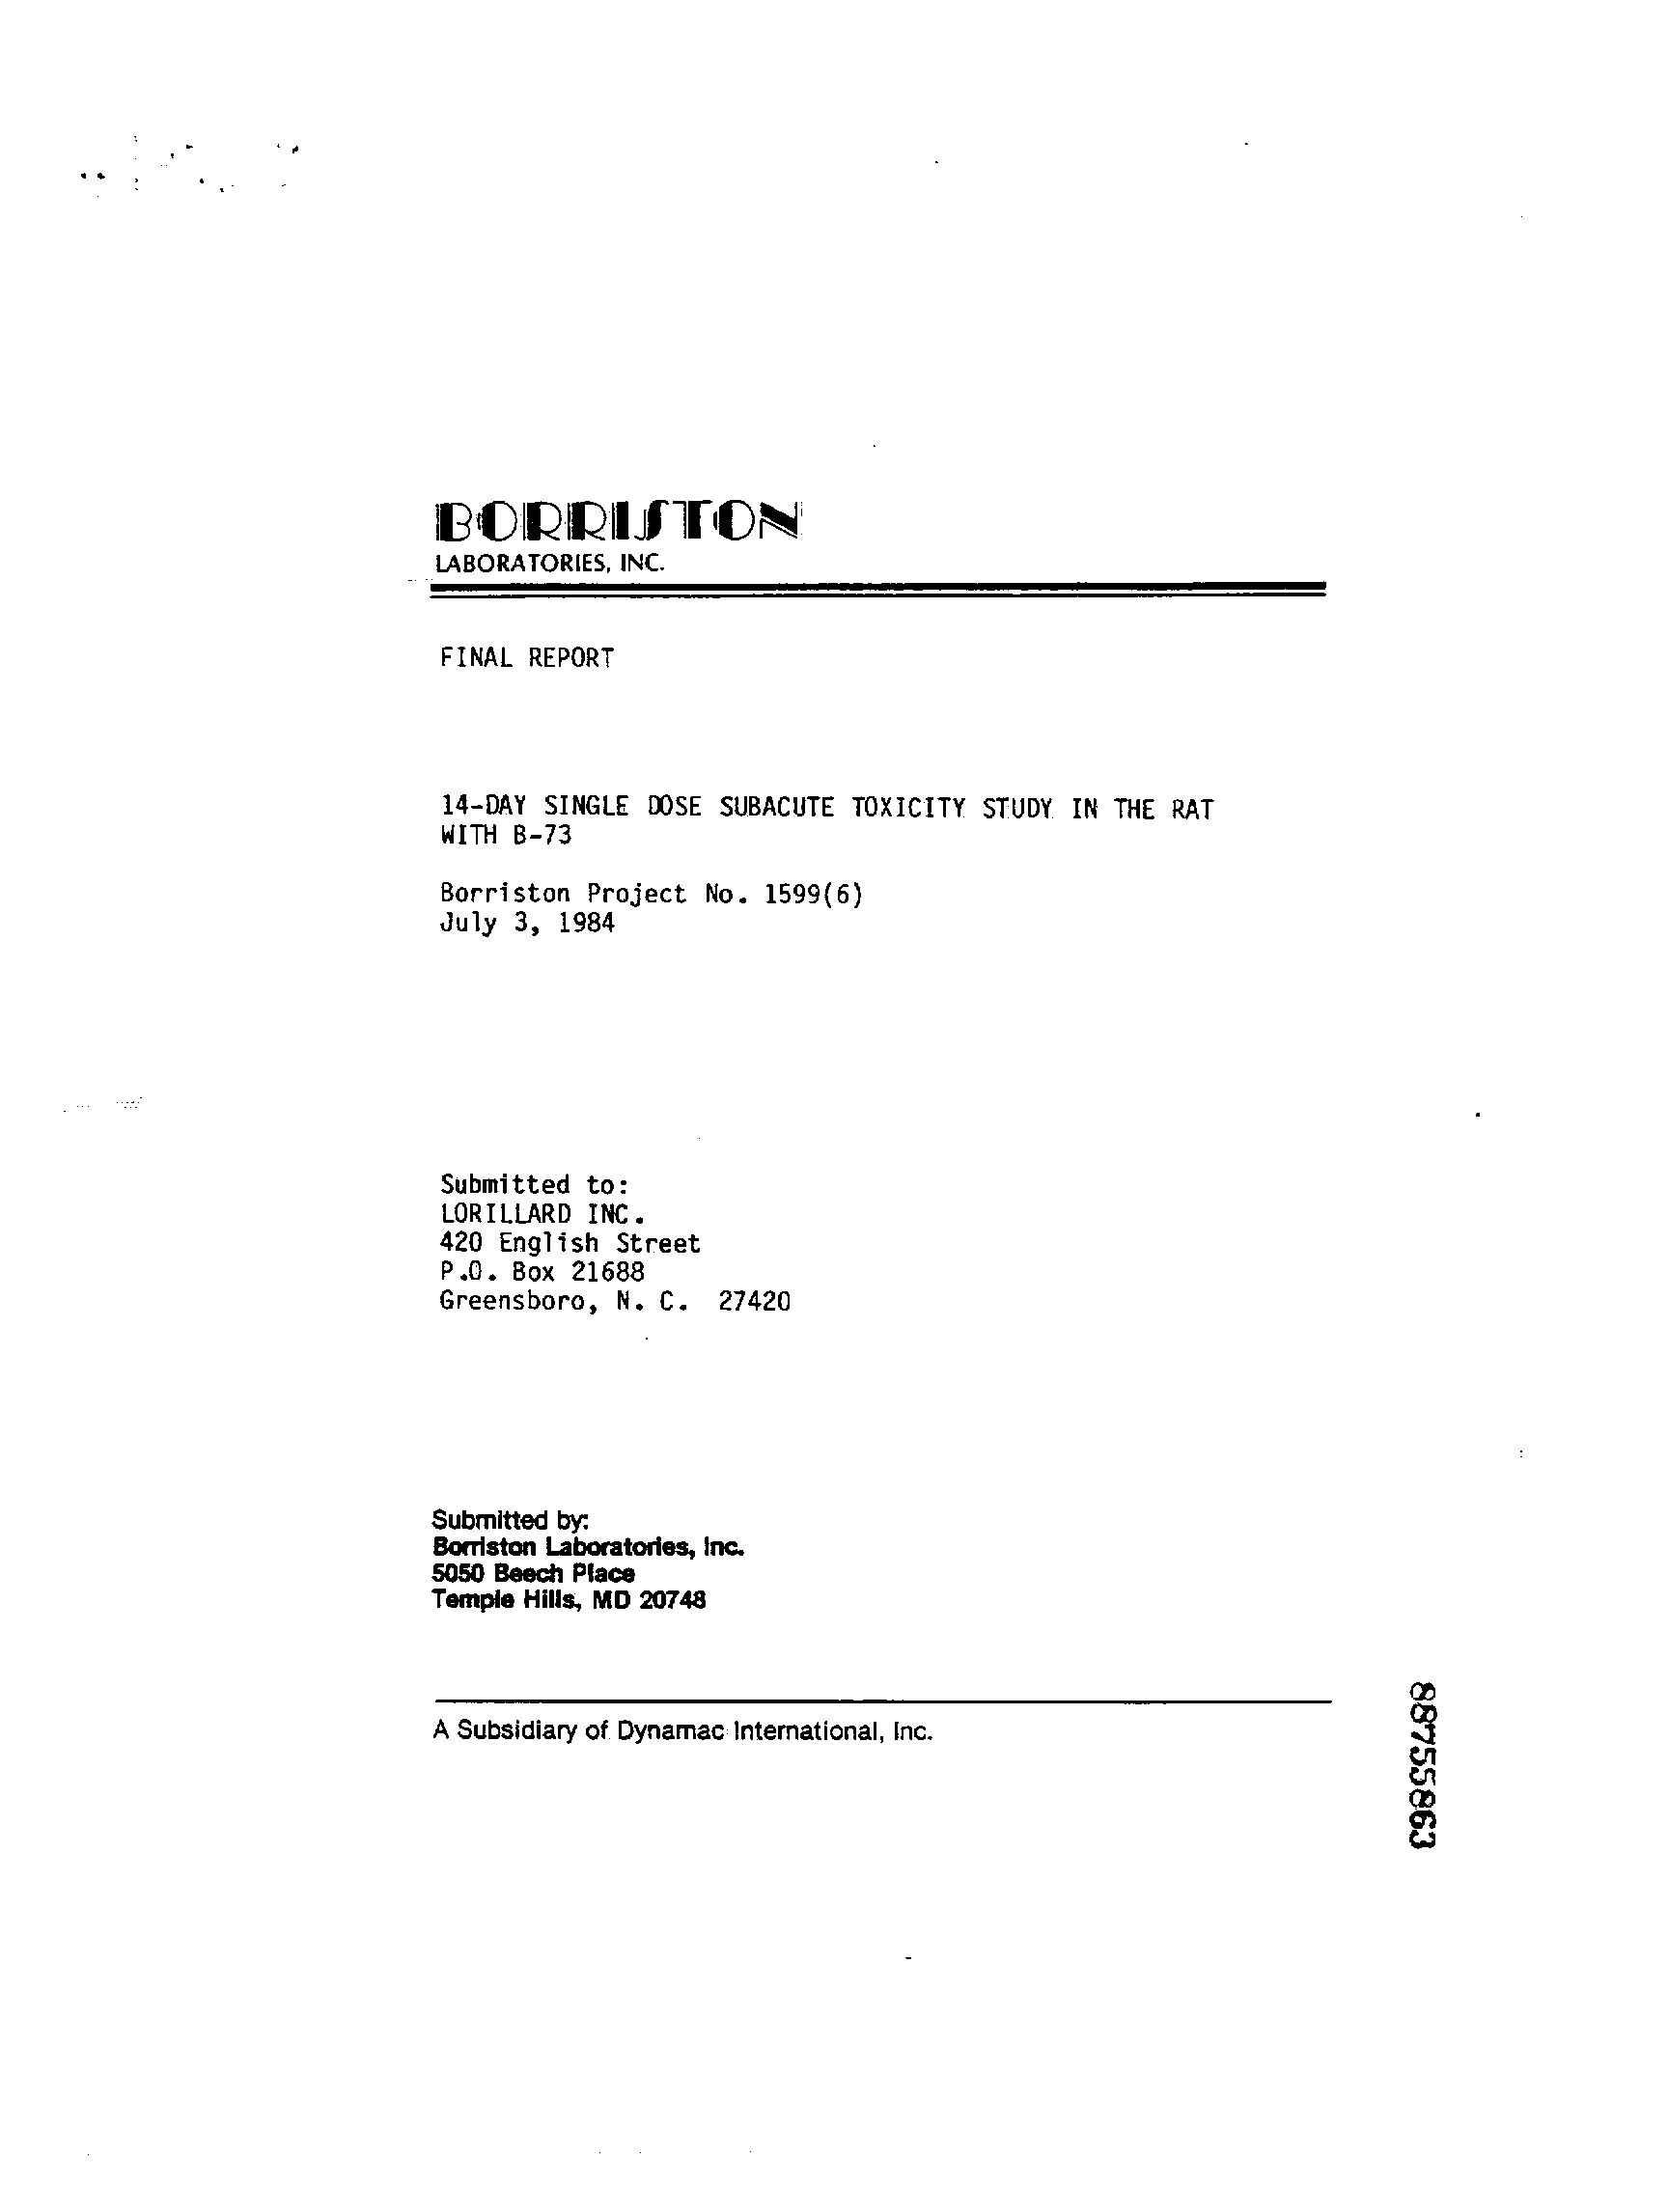 BORRISTON
LABORATORIES, INC.
FINAL REPORT
14-DAY SINGLE DOSE SUBACUTE TOXICITY STUDY IN THE RAT
WITH B-73
Borriston Project No. 1599(6)
July 3, 1984
Submitted to:
LORILLARD INC.
420 English Street
P.O. Box 21688
Greensboro, N. C. 27420
Submitted by:
Borriston Laboratories, Inc.
5050 Beech Place
Temple Hills, MD 20748
A Subsidiary of Dynamac International, Inc.
88755863